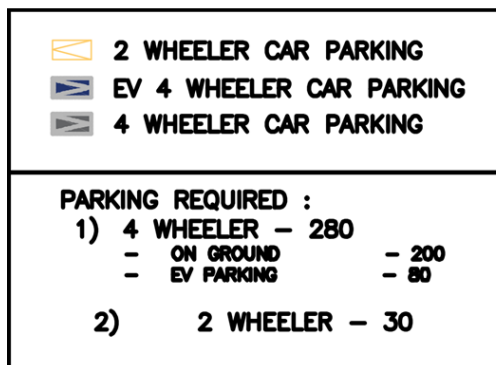 2 WHEELER CAR PARKING
EV 4 WHEELER CAR PARKING
4 WHEELER CAR PARKING
PARKING REQUIRED :
1) 4 WHEELER – 280
– ON GROUND – 200
– EV PARKING – 80
2) 2 WHEELER – 30